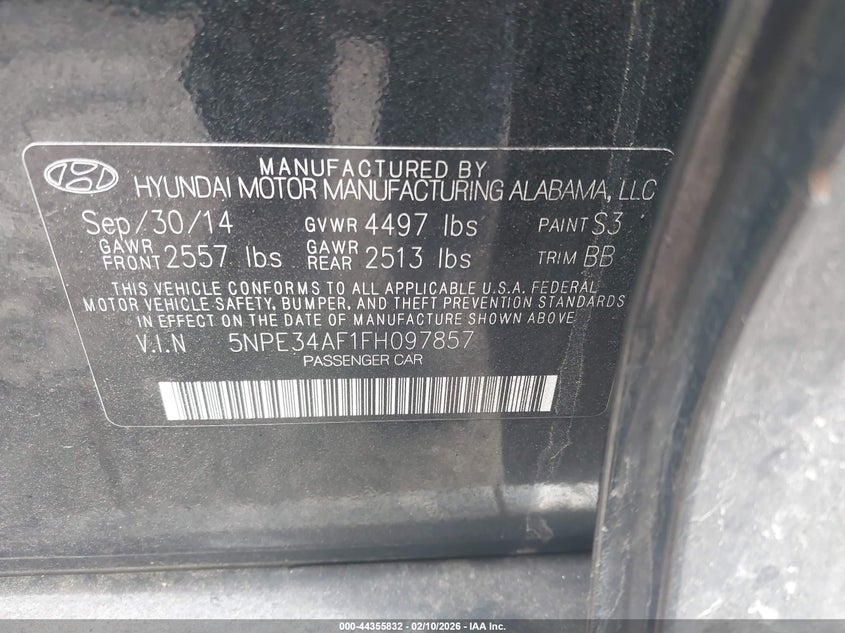 MANUFACTURED BY
HYUNDAI MOTOR MANUFACTURING ALABAMA, LLC
Sep/30/14 GVWR 4497 lbs PAINT S3
GAWR FRONT 2557 lbs GAWR REAR 2513 lbs TRIM BB
THIS VEHICLE CONFORMS TO ALL APPLICABLE U.S.A. FEDERAL
MOTOR VEHICLE SAFETY, BUMPER, AND THEFT PREVENTION STANDARDS
IN EFFECT ON THE DATE OF MANUFACTURE SHOWN ABOVE
V.I.N 5NPE34AF1FH097857
PASSENGER CAR
000-44355832 - 02/10/2026 - IAA Inc.